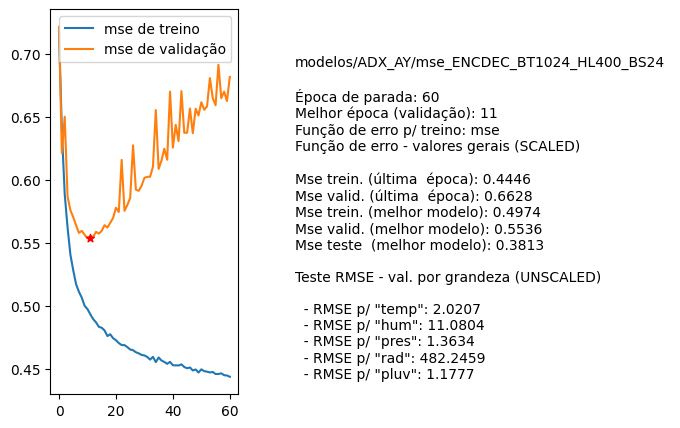 mse de treino
mse de validação
0.70
0.65
0.60
0.55
0.50
0.45
0
20
40
60
modelos/ADX_AY/mse_ENCDEC_BT1024_HL400_BS24
Época de parada: 60
Melhor época (validação): 11
Função de erro p/ treino: mse
Função de erro - valores gerais (SCALED)
Mse trein. (última  época): 0.4446
Mse valid. (última  época): 0.6628
Mse trein. (melhor modelo): 0.4974
Mse valid. (melhor modelo): 0.5536
Mse teste  (melhor modelo): 0.3813
Teste RMSE - val. por grandeza (UNSCALED)
- RMSE p/ "temp": 2.0207
- RMSE p/ "hum": 11.0804
- RMSE p/ "pres": 1.3634
- RMSE p/ "rad": 482.2459
- RMSE p/ "pluv": 1.1777